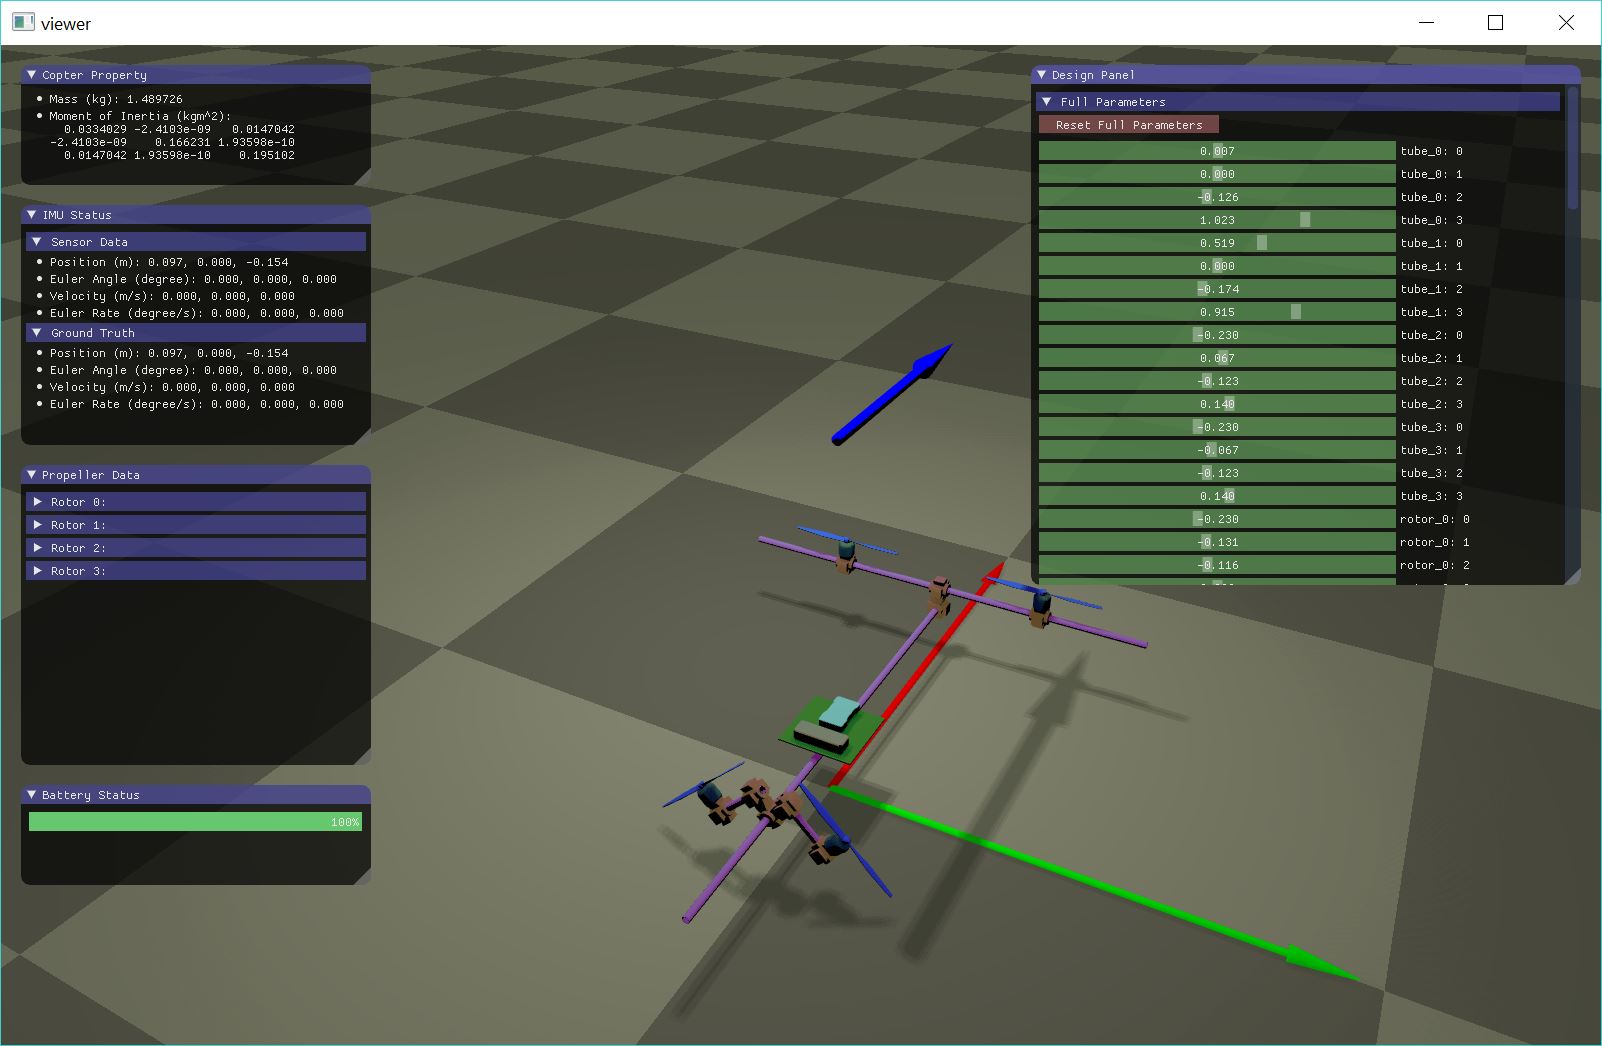 viewer
Copter Property
Mass (kg): 1.489726
Moment of Inertia (kgm^2):
0.0334029 -2.4103e-09 0.0147042
-2.4103e-09 0.166231 1.93598e-10
0.0147042 1.93598e-10 0.195102
IMU Status
Sensor Data
Position (m): 0.097, 0.000, -0.154
Euler Angle (degree): 0.000, 0.000, 0.000
Velocity (m/s): 0.000, 0.000, 0.000
Euler Rate (degree/s): 0.000, 0.000, 0.000
Ground Truth
Position (m): 0.097, 0.000, -0.154
Euler Angle (degree): 0.000, 0.000, 0.000
Velocity (m/s): 0.000, 0.000, 0.000
Euler Rate (degree/s): 0.000, 0.000, 0.000
Propeller Data
Rotor 0:
Rotor 1:
Rotor 2:
Rotor 3:
Battery Status
100%
Design Panel
Full Parameters
Reset Full Parameters
0.007 tube_0: 0
0.000 tube_0: 1
-0.126 tube_0: 2
1.023 tube_0: 3
0.519 tube_1: 0
0.000 tube_1: 1
-0.174 tube_1: 2
0.915 tube_1: 3
-0.230 tube_2: 0
0.067 tube_2: 1
-0.123 tube_2: 2
0.140 tube_2: 3
-0.230 tube_3: 0
-0.067 tube_3: 1
-0.123 tube_3: 2
0.140 tube_3: 3
-0.230 rotor_0: 0
-0.131 rotor_0: 1
-0.116 rotor_0: 2